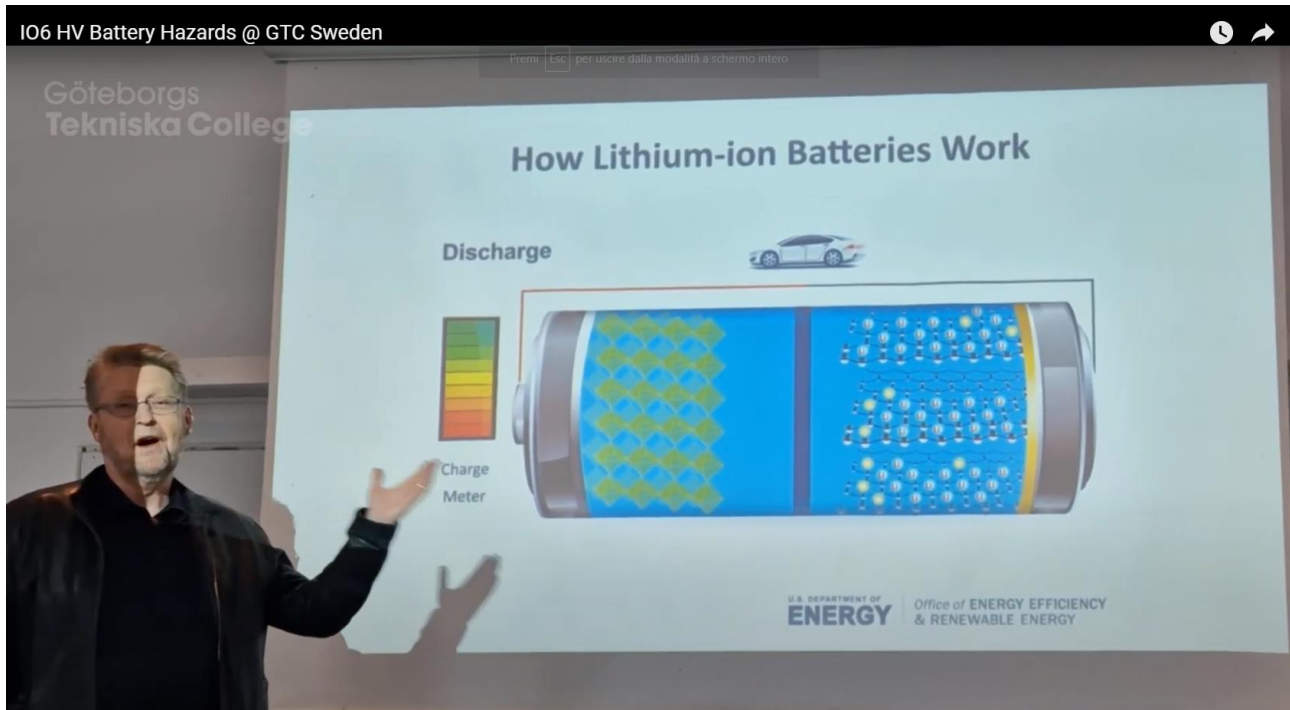 IO6 HV Battery Hazards @ GTC Sweden
Premi Esc per uscire dalla modalità a schermo intero
Göteborgs
Tekniska College
How Lithium-ion Batteries Work
Discharge
Charge
Meter
U.S. DEPARTMENT OF
ENERGY
Office of ENERGY EFFICIENCY
& RENEWABLE ENERGY